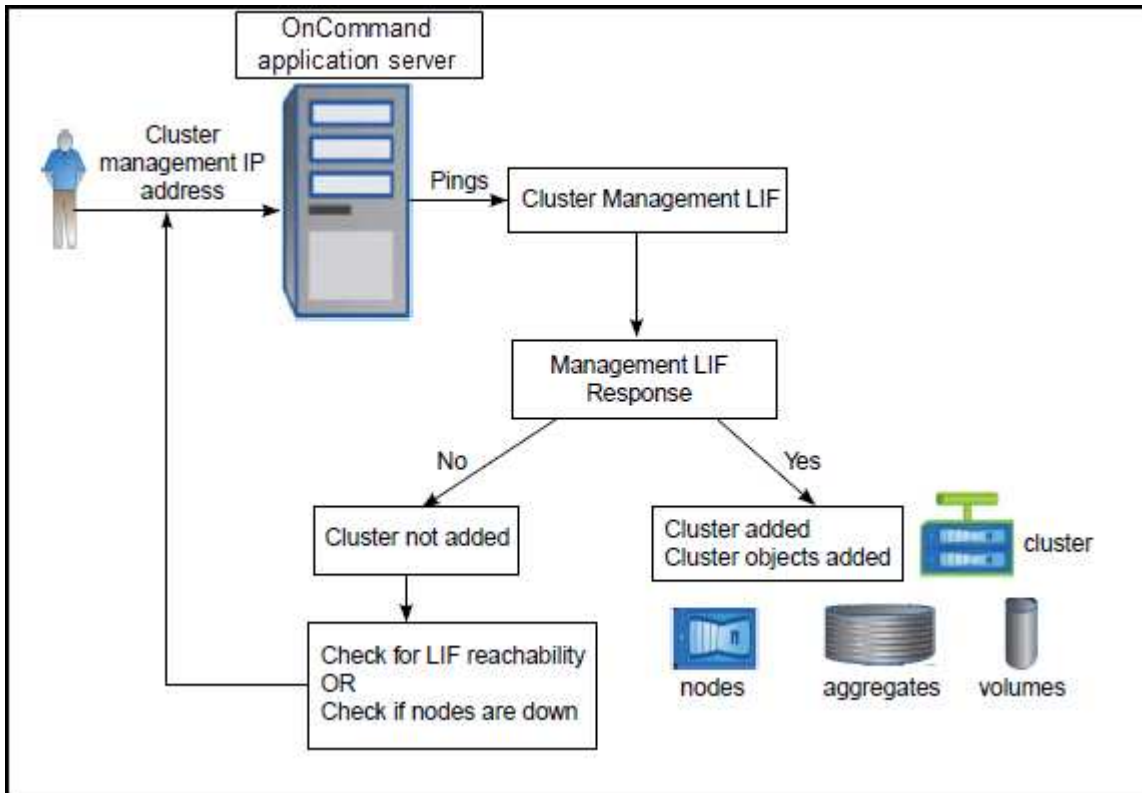 OnCommand
application server
Cluster
management IP
address
Pings
Cluster Management LIF
Management LIF
Response
No
Yes
Cluster not added
Cluster added
Cluster objects added
cluster
Check for LIF reachability
OR
Check if nodes are down
nodes
aggregates
volumes